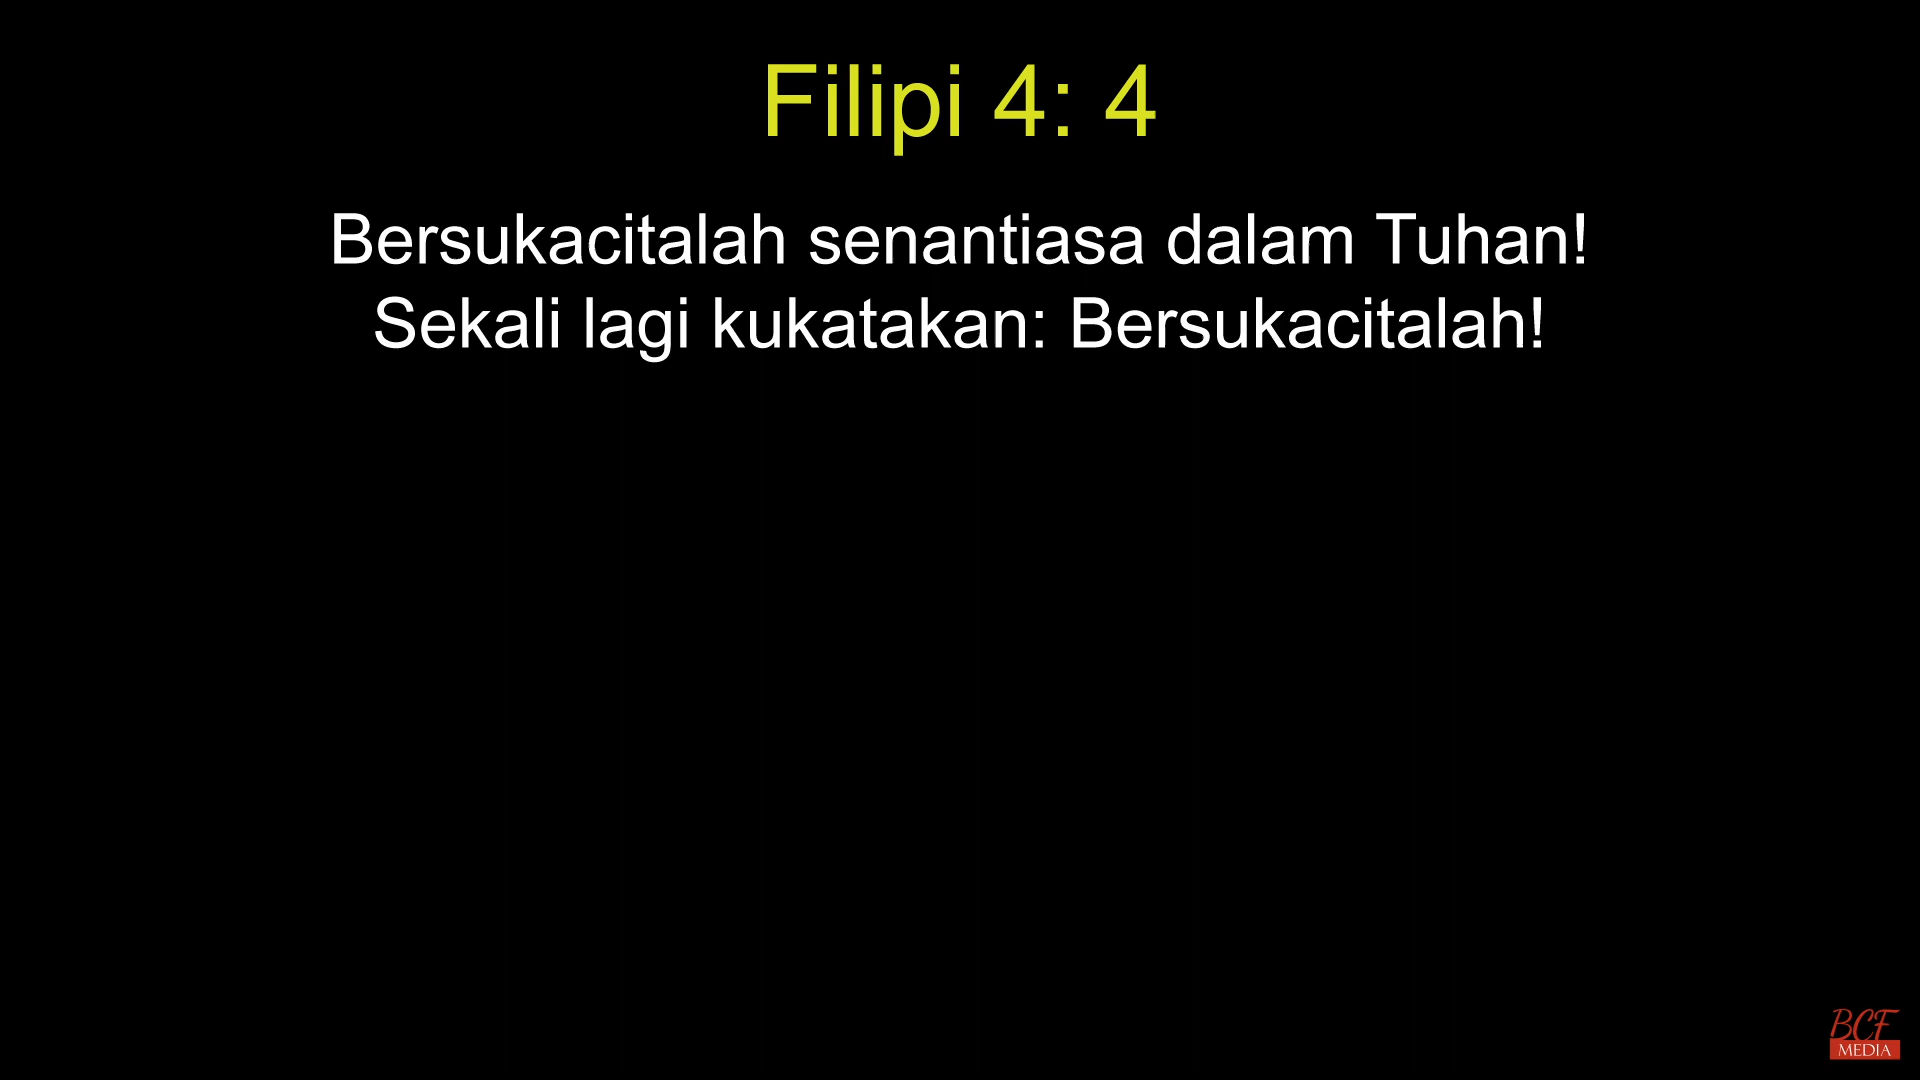 Filipi 4: 4
Bersukacitalah senantiasa dalam Tuhan!
Sekali lagi kukatakan: Bersukacitalah!
BCF
MEDIA